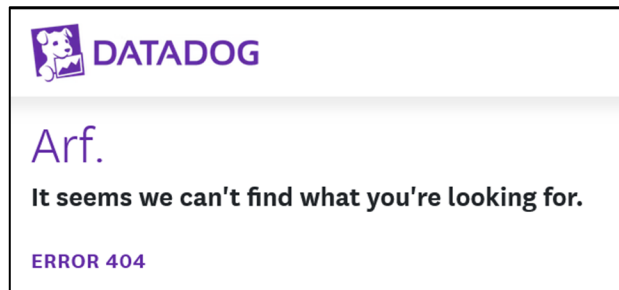 DATADOG
Arf.
It seems we can't find what you're looking for.
ERROR 404